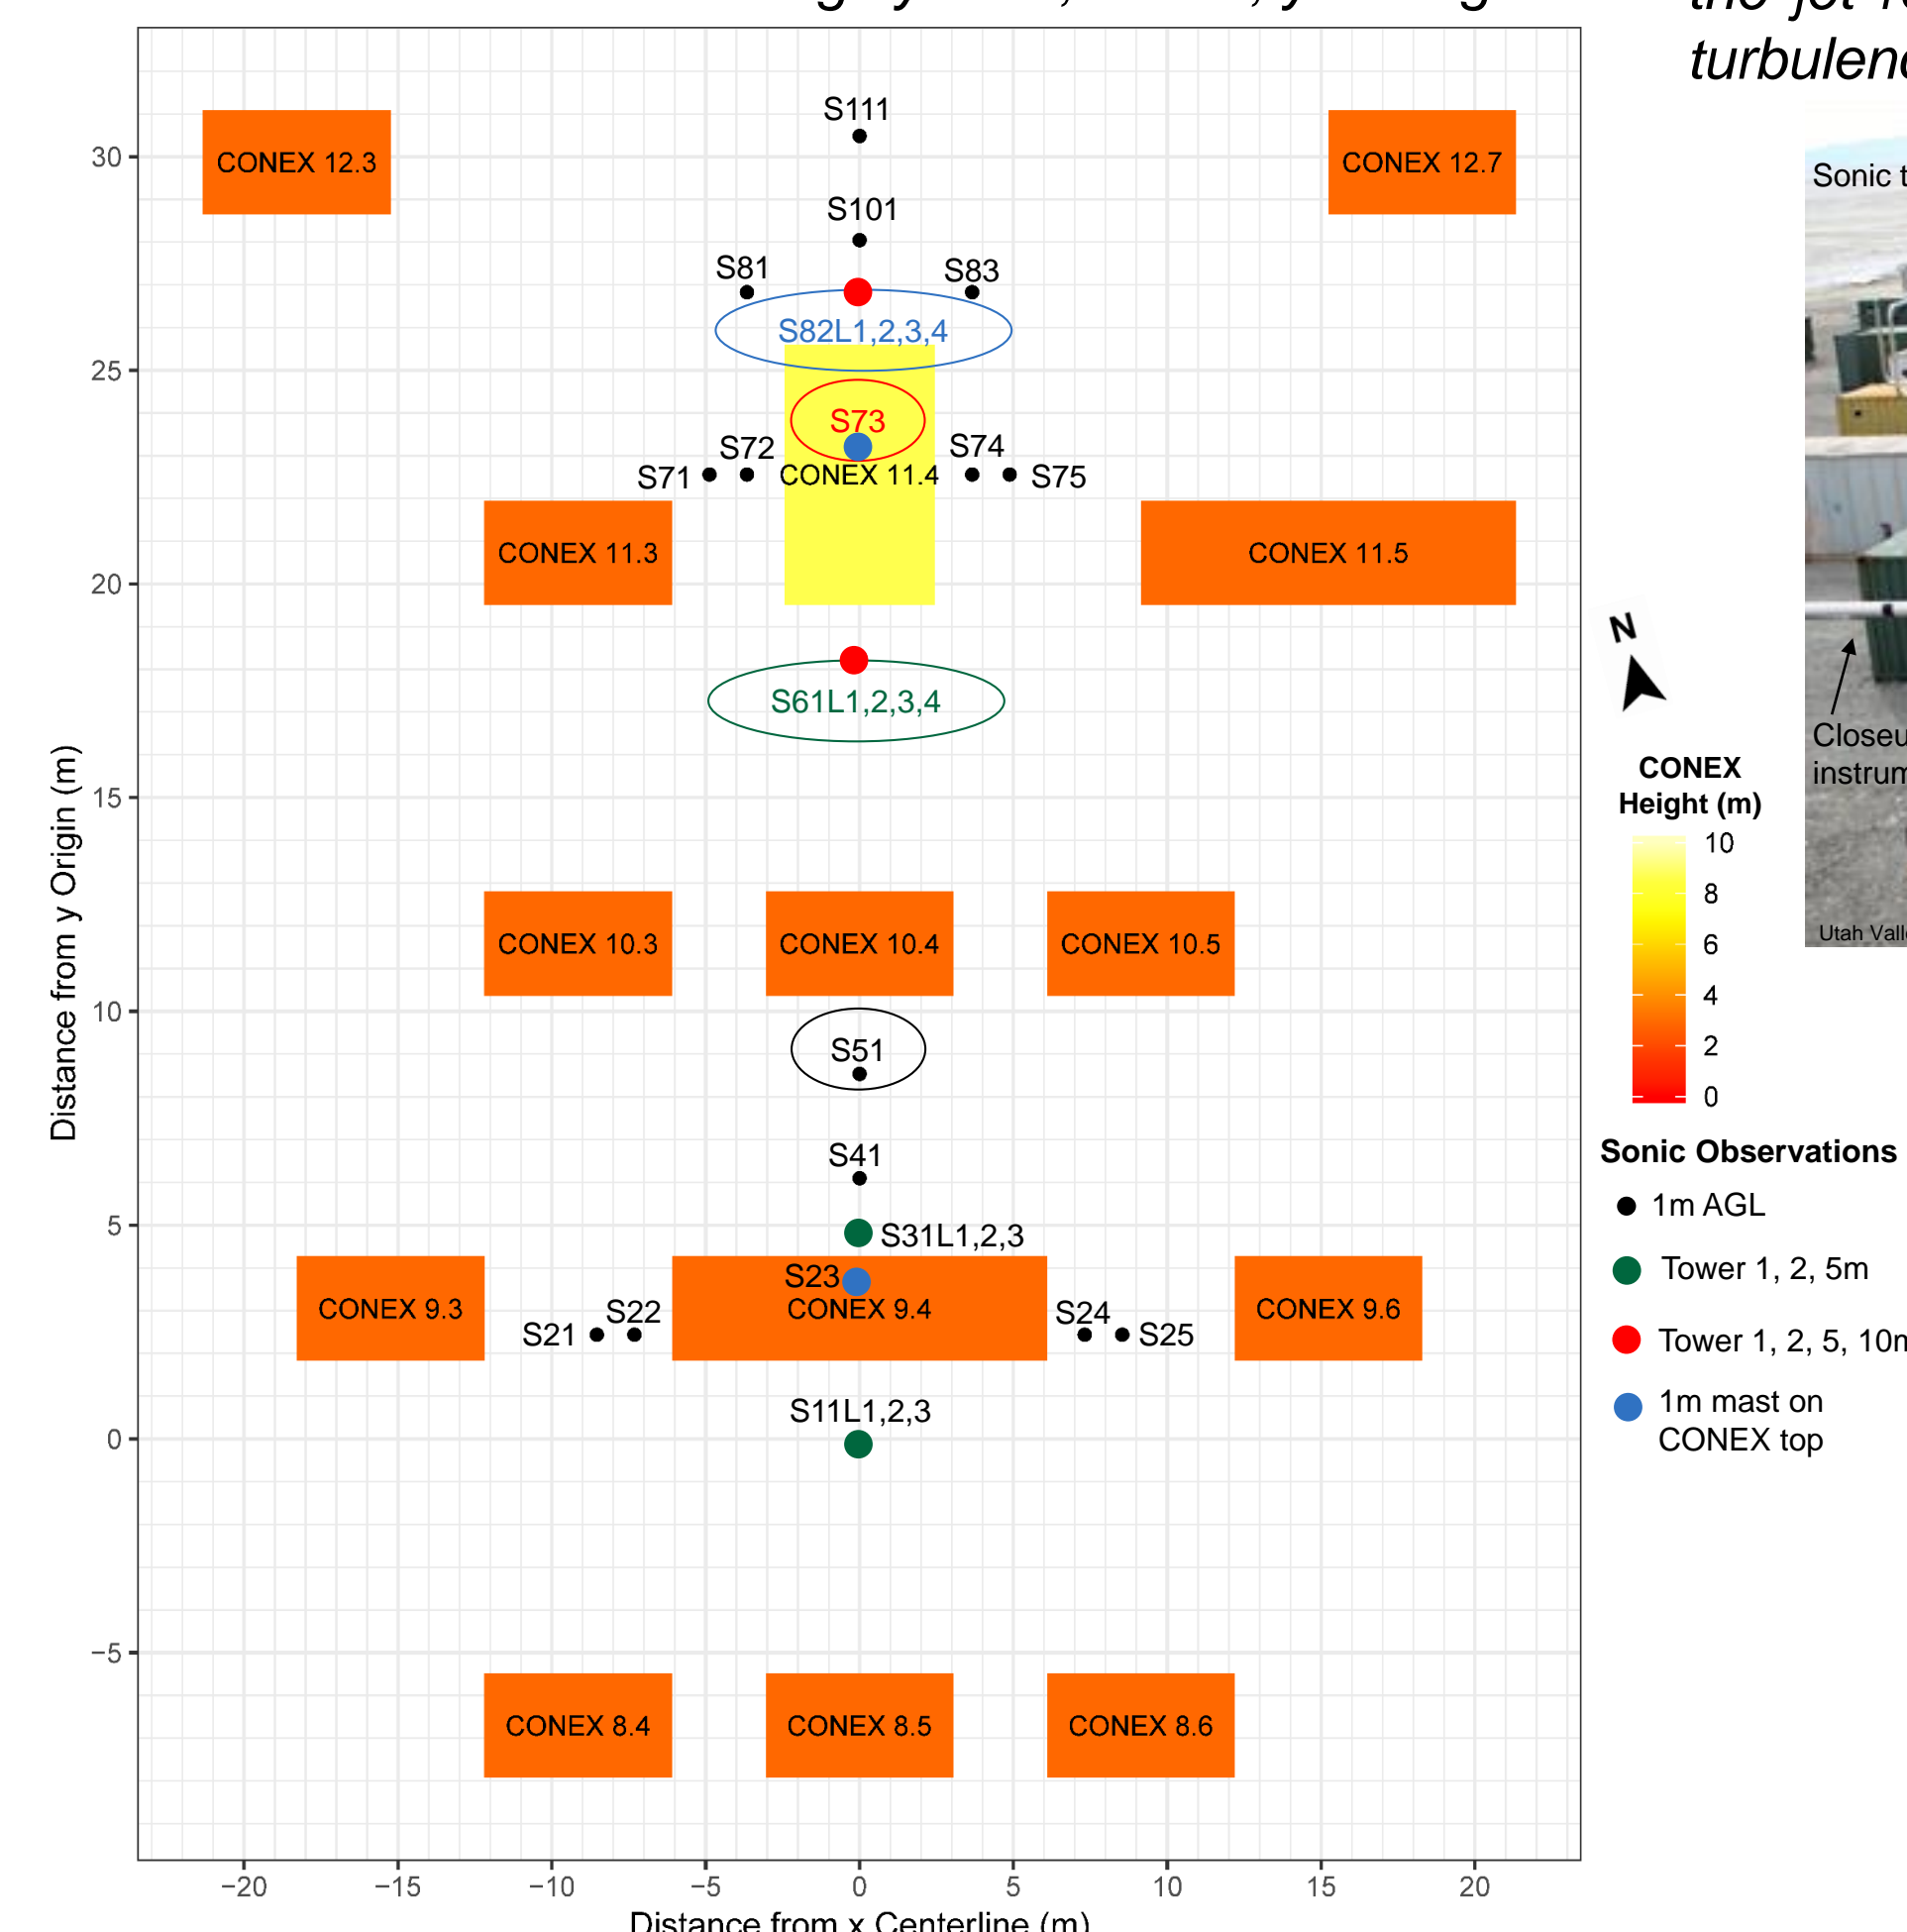 turbulenc
S111
30
CONEX 12.3
CONEX 12.7
Sonic t
S101
S81
S83
S82L1,2,3,4
25
S73
S72
S74
S71
CONEX 11.4
S75
CONEX 11.3
CONEX 11.5
20
N
S61L1,2,3,4
Closeu
instrum
CONEX
Height (m)
15
10
8
6
4
2
0
CONEX 10.3
CONEX 10.4
CONEX 10.5
Utah Vall
Distance from y Origin (m)
10
S51
S41
Sonic Observations
1m AGL
5
S31L1,2,3
Tower 1, 2, 5m
S23
CONEX 9.3
S22
CONEX 9.4
S24
CONEX 9.6
S21
S25
Tower 1, 2, 5, 10m
S11L1,2,3
1m mast on
CONEX top
0
−5
CONEX 8.4
CONEX 8.5
CONEX 8.6
−20
−15
−10
−5
0
5
10
15
20
Distance from x Centerline (m)